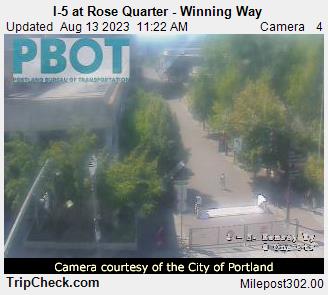 I-5 at Rose Quarter - Winning Way
Updated Aug 13 2023 11:22 AM Camera 4
PBOT
PORTLAND BUREAU OF TRANSPORTATION
Camera courtesy of the City of Portland
TripCheck.com Milepost302.00